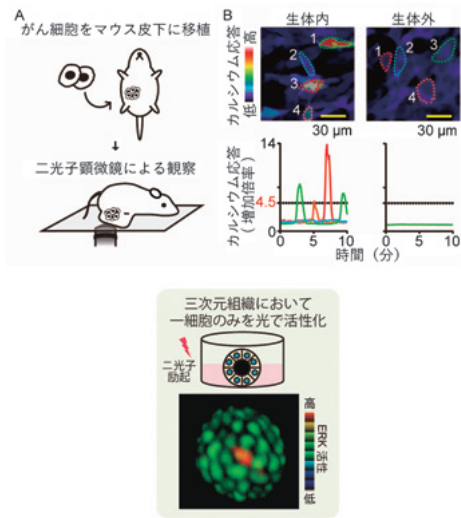 A
がん細胞をマウス皮下に移植
二光子顕微鏡による観察
B
生体内
生体外
カルシウム応答
高
低
1
2
3
4
1
2
3
4
30 μm
30 μm
カルシウム応答
(増加倍率)
14
4.5
0
0
5
10
0
5
10
時間(分)
三次元組織において
一細胞のみを光で活性化
二光子
励起
高
ERK 活性
低